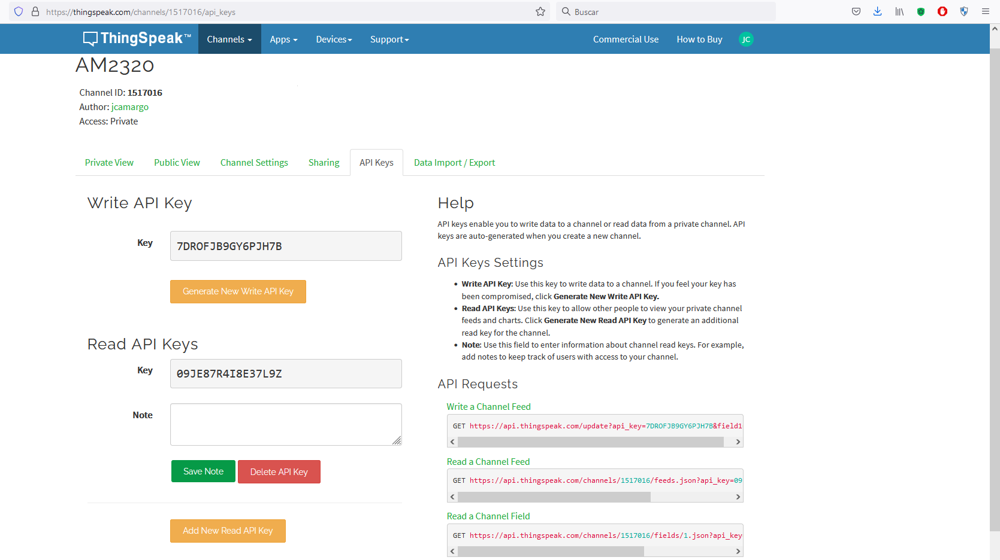 https://thingspeak.com/channels/1517016/api_keys
Buscar
ThingSpeak™
Channels
Apps
Devices
Support
Commercial Use
How to Buy
JC
AM2320
Channel ID: 1517016
Author: jcamargo
Access: Private
Private View
Public View
Channel Settings
Sharing
API Keys
Data Import / Export
Write API Key
Key
7DROFJB9GY6PJH7B
Generate New Write API Key
Read API Keys
Key
09JE87R4I8E37L9Z
Note
Save Note
Delete API Key
Add New Read API Key
Help
API keys enable you to write data to a channel or read data from a private channel. API
keys are auto-generated when you create a new channel.
API Keys Settings
• Write API Key: Use this key to write data to a channel. If you feel your key has
been compromised, click Generate New Write API Key.
• Read API Keys: Use this key to allow other people to view your private channel
feeds and charts. Click Generate New Read API Key to generate an additional
read key for the channel.
• Note: Use this field to enter information about channel read keys. For example,
add notes to keep track of users with access to your channel.
API Requests
Write a Channel Feed
GET https://api.thingspeak.com/update?api_key=7DROFJB9GY6PJH7B&field1
Read a Channel Feed
GET https://api.thingspeak.com/channels/1517016/feeds.json?api_key=09
Read a Channel Field
GET https://api.thingspeak.com/channels/1517016/fields/1.json?api_key